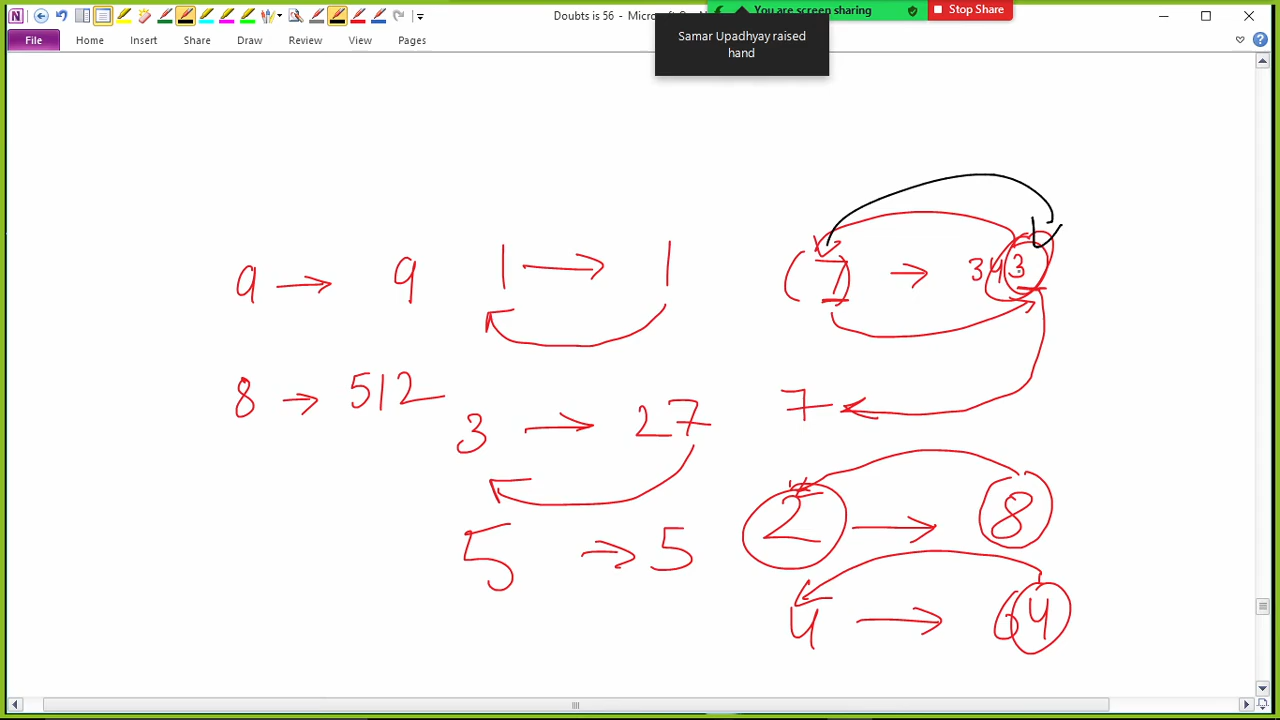 Doubts is 56 - Micros
You are screen sharing
Stop Share
Samar Upadhyay raised
hand
File Home Insert Share Draw Review View Pages
9 → 9
1 → 1
(7) → 343
8 → 512
3 → 27
7
5 → 5
2 → 8
4 → 64